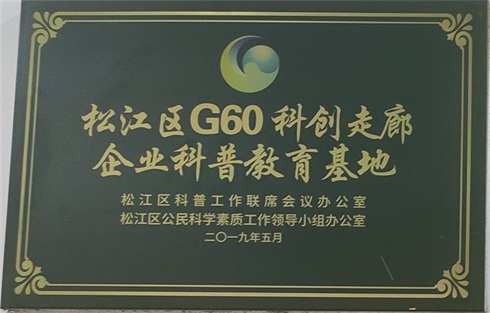 松江区G60科创走廊
企业科普教育基地
松江区科普工作联席会议办公室
松江区公民科学素质工作领导小组办公室
二〇一九年五月